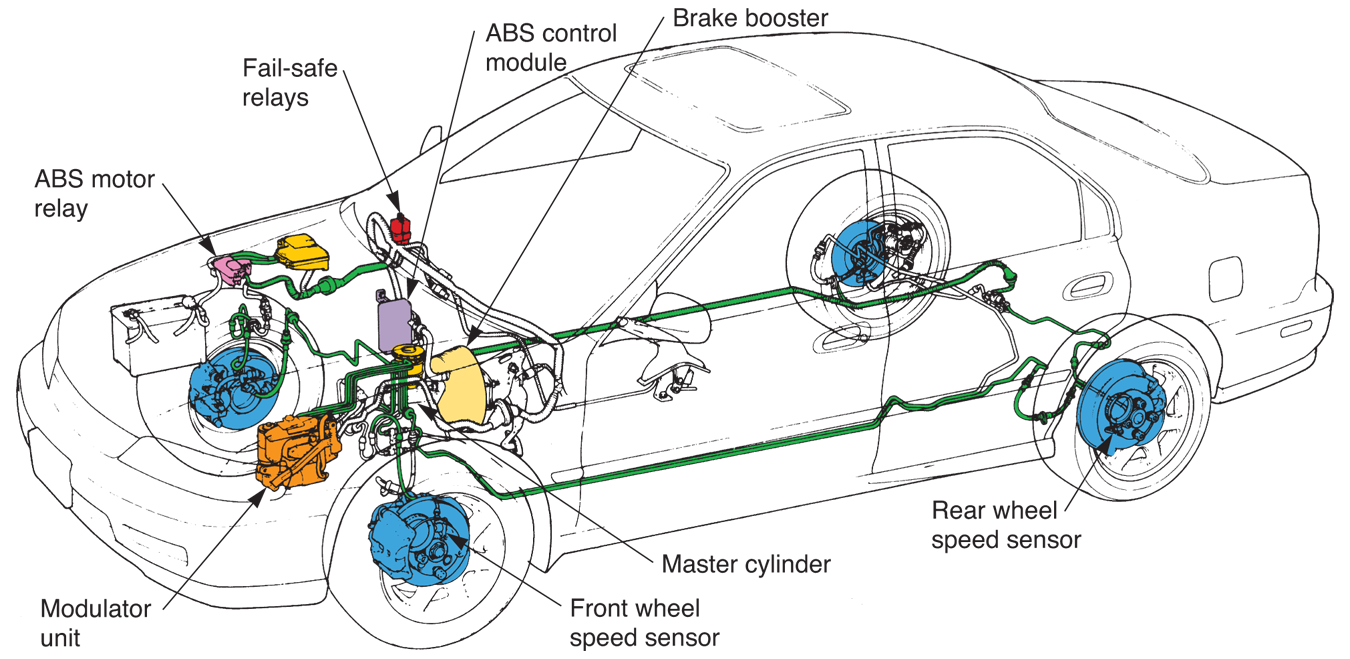 Brake booster
ABS control
module
Fail-safe
relays
ABS motor
relay
Rear wheel
speed sensor
Master cylinder
Modulator
unit
Front wheel
speed sensor